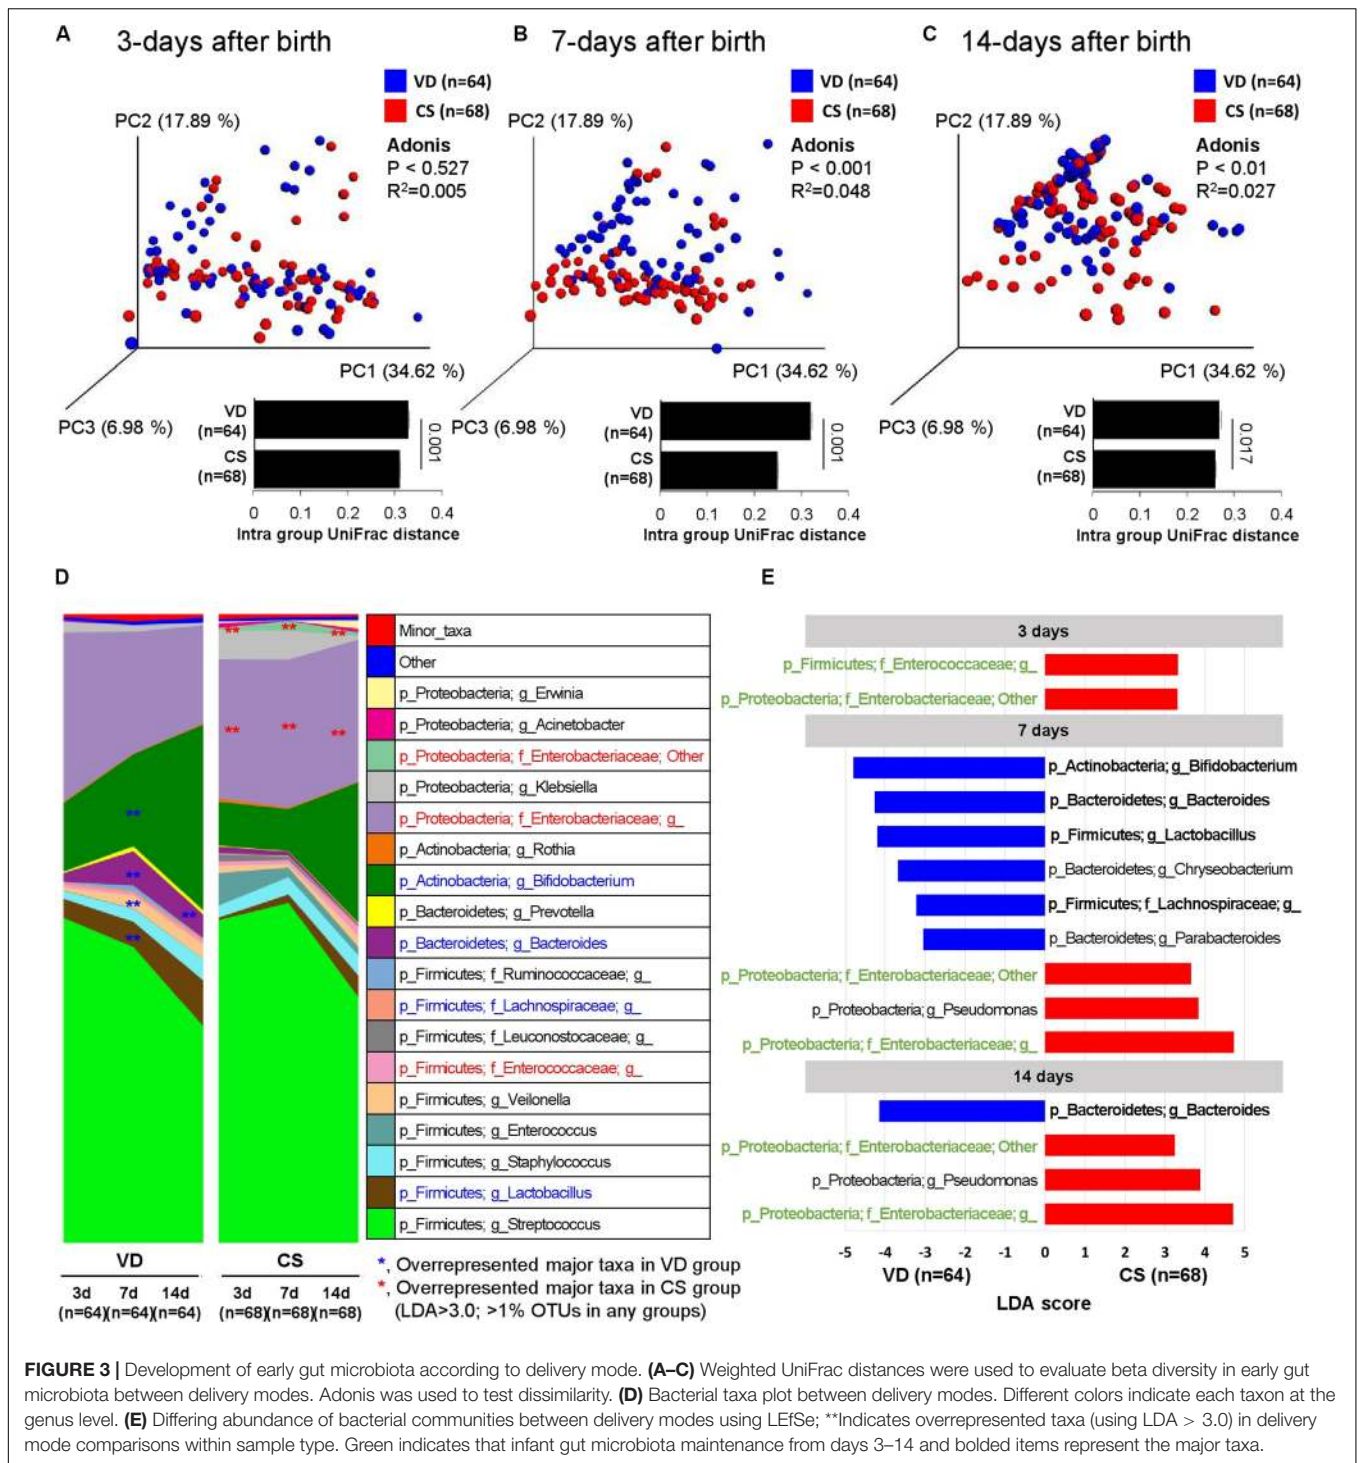 A 3-days after birth
VD (n=64)
CS (n=68)
PC2 (17.89 %)
Adonis
P < 0.527
R²=0.005
PC1 (34.62 %)
PC3 (6.98 %)
VD
(n=64)
CS
(n=68)
0.001
0 0.1 0.2 0.3 0.4
Intra group UniFrac distance
B 7-days after birth
VD (n=64)
CS (n=68)
PC2 (17.89 %)
Adonis
P < 0.001
R²=0.048
PC1 (34.62 %)
PC3 (6.98 %)
VD
(n=64)
CS
(n=68)
0.001
0 0.1 0.2 0.3 0.4
Intra group UniFrac distance
C 14-days after birth
VD (n=64)
CS (n=68)
PC2 (17.89 %)
Adonis
P < 0.01
R²=0.027
PC1 (34.62 %)
PC3 (6.98 %)
VD
(n=64)
CS
(n=68)
0.017
0 0.1 0.2 0.3 0.4
Intra group UniFrac distance
D
** ** **
** ** **
**
** **
**
**
Minor_taxa
Other
p_Proteobacteria; g_Erwinia
p_Proteobacteria; g_Acinetobacter
p_Proteobacteria; f_Enterobacteriaceae; Other
p_Proteobacteria; g_Klebsiella
p_Proteobacteria; f_Enterobacteriaceae; g_
p_Actinobacteria; g_Rothia
p_Actinobacteria; g_Bifidobacterium
p_Bacteroidetes; g_Prevotella
p_Bacteroidetes; g_Bacteroides
p_Firmicutes; f_Ruminococcaceae; g_
p_Firmicutes; f_Lachnospiraceae; g_
p_Firmicutes; f_Leuconostocaceae; g_
p_Firmicutes; f_Enterococcaceae; g_
p_Firmicutes; g_Veilonella
p_Firmicutes; g_Enterococcus
p_Firmicutes; g_Staphylococcus
p_Firmicutes; g_Lactobacillus
p_Firmicutes; g_Streptococcus
VD CS
3d 7d 14d 3d 7d 14d
(n=64)(n=64)(n=64) (n=68)(n=68)(n=68)
*, Overrepresented major taxa in VD group
*, Overrepresented major taxa in CS group
(LDA>3.0; >1% OTUs in any groups)
E
3 days
p_Firmicutes; f_Enterococcaceae; g_
p_Proteobacteria; f_Enterobacteriaceae; Other
7 days
p_Actinobacteria; g_Bifidobacterium
p_Bacteroidetes; g_Bacteroides
p_Firmicutes; g_Lactobacillus
p_Bacteroidetes; g_Chryseobacterium
p_Firmicutes; f_Lachnospiraceae; g_
p_Bacteroidetes; g_Parabacteroides
p_Proteobacteria; f_Enterobacteriaceae; Other
p_Proteobacteria; g_Pseudomonas
p_Proteobacteria; f_Enterobacteriaceae; g_
14 days
p_Bacteroidetes; g_Bacteroides
p_Proteobacteria; f_Enterobacteriaceae; Other
p_Proteobacteria; g_Pseudomonas
p_Proteobacteria; f_Enterobacteriaceae; g_
-5 -4 -3 -2 -1 0 1 2 3 4 5
VD (n=64) CS (n=68)
LDA score
FIGURE 3 | Development of early gut microbiota according to delivery mode. (A–C) Weighted UniFrac distances were used to evaluate beta diversity in early gut
microbiota between delivery modes. Adonis was used to test dissimilarity. (D) Bacterial taxa plot between delivery modes. Different colors indicate each taxon at the
genus level. (E) Differing abundance of bacterial communities between delivery modes using LEfSe; **Indicates overrepresented taxa (using LDA > 3.0) in delivery
mode comparisons within sample type. Green indicates that infant gut microbiota maintenance from days 3–14 and bolded items represent the major taxa.